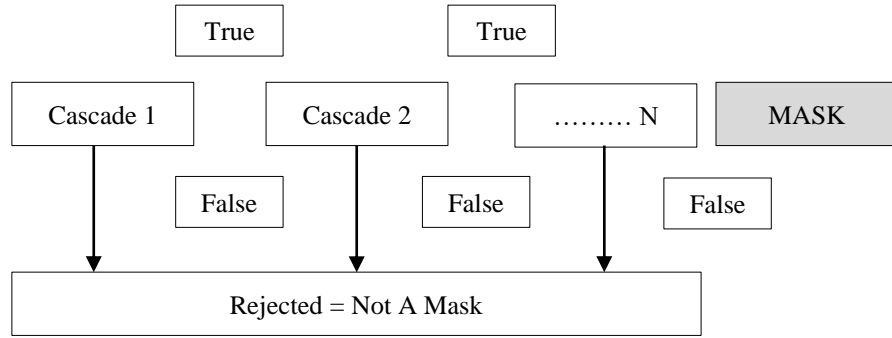 True
True
Cascade 1
Cascade 2
……… N
MASK
False
False
False
Rejected = Not A Mask